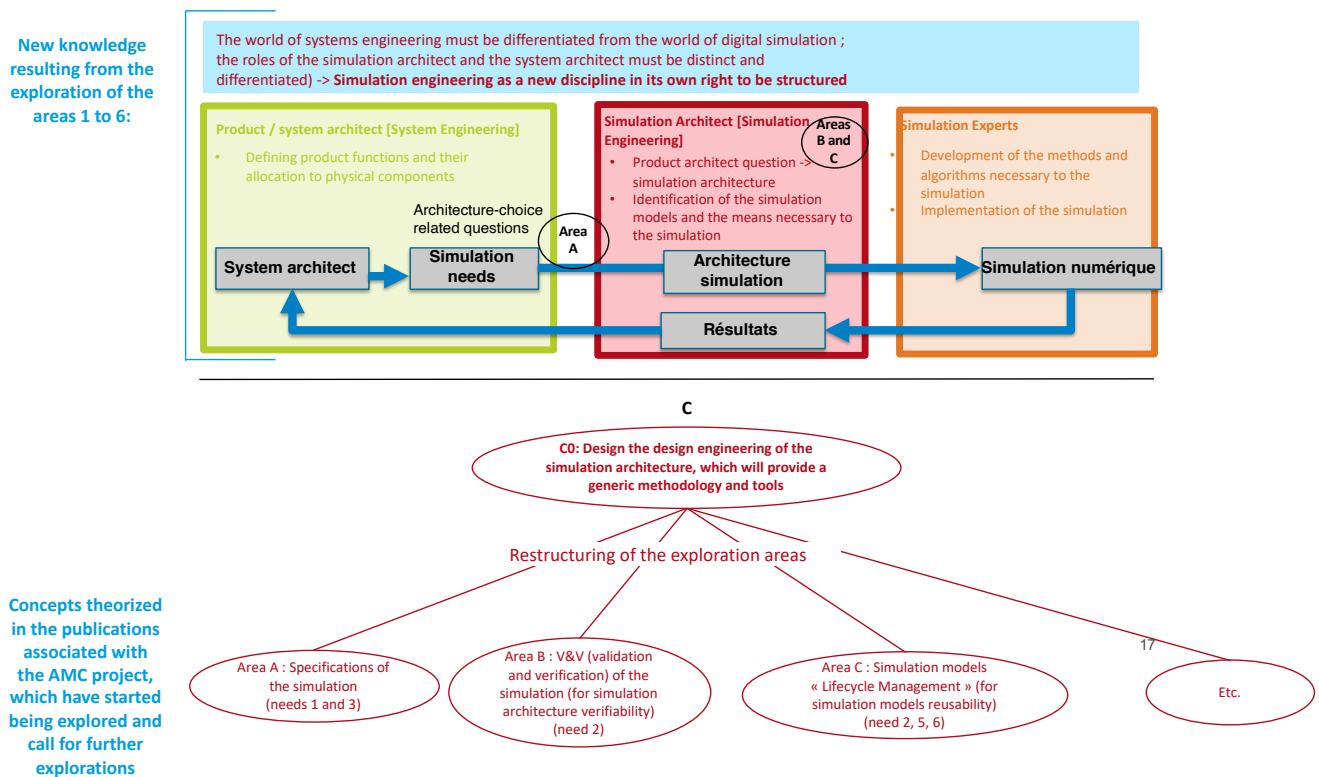 New knowledge
resulting from the
exploration of the
areas 1 to 6:
The world of systems engineering must be differentiated from the world of digital simulation ;
the roles of the simulation architect and the system architect must be distinct and
differentiated) -> Simulation engineering as a new discipline in its own right to be structured
Product / system architect [System Engineering]
• Defining product functions and their
allocation to physical components
Architecture-choice
related questions
System architect
Simulation
needs
Area
A
Simulation Architect [Simulation
Engineering]
Areas
B and
C
• Product architect question ->
simulation architecture
• Identification of the simulation
models and the means necessary to
the simulation
Architecture
simulation
Résultats
Simulation Experts
• Development of the methods and
algorithms necessary to the
simulation
• Implementation of the simulation
Simulation numérique
C
C0: Design the design engineering of the
simulation architecture, which will provide a
generic methodology and tools
Restructuring of the exploration areas
Concepts theorized
in the publications
associated with
the AMC project,
which have started
being explored and
call for further
explorations
Area A : Specifications of
the simulation
(needs 1 and 3)
Area B : V&V (validation
and verification) of
the simulation (for simulation
architecture verifiability)
(need 2)
Area C : Simulation models
« Lifecycle Management » (for
simulation models reusability)
(need 2, 5, 6)
17
Etc.